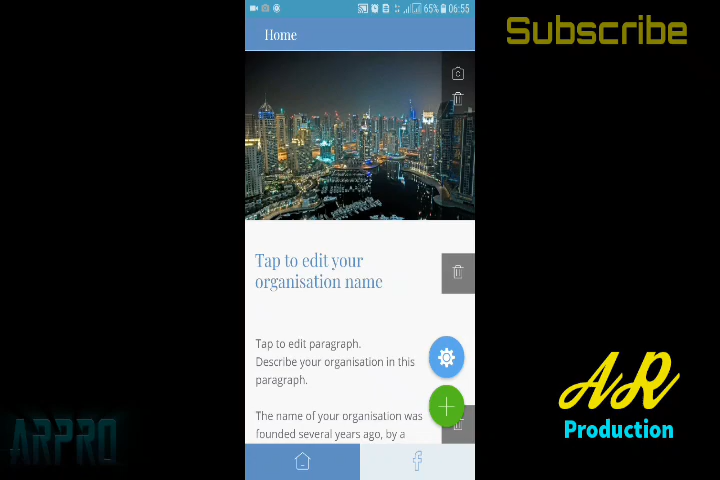 65% 06:55
Subscribe
Home
Tap to edit your
organisation name
Tap to edit paragraph.
Describe your organisation in this
paragraph.
The name of your organisation was
founded several years ago, by a
AR
Production
ARPRO